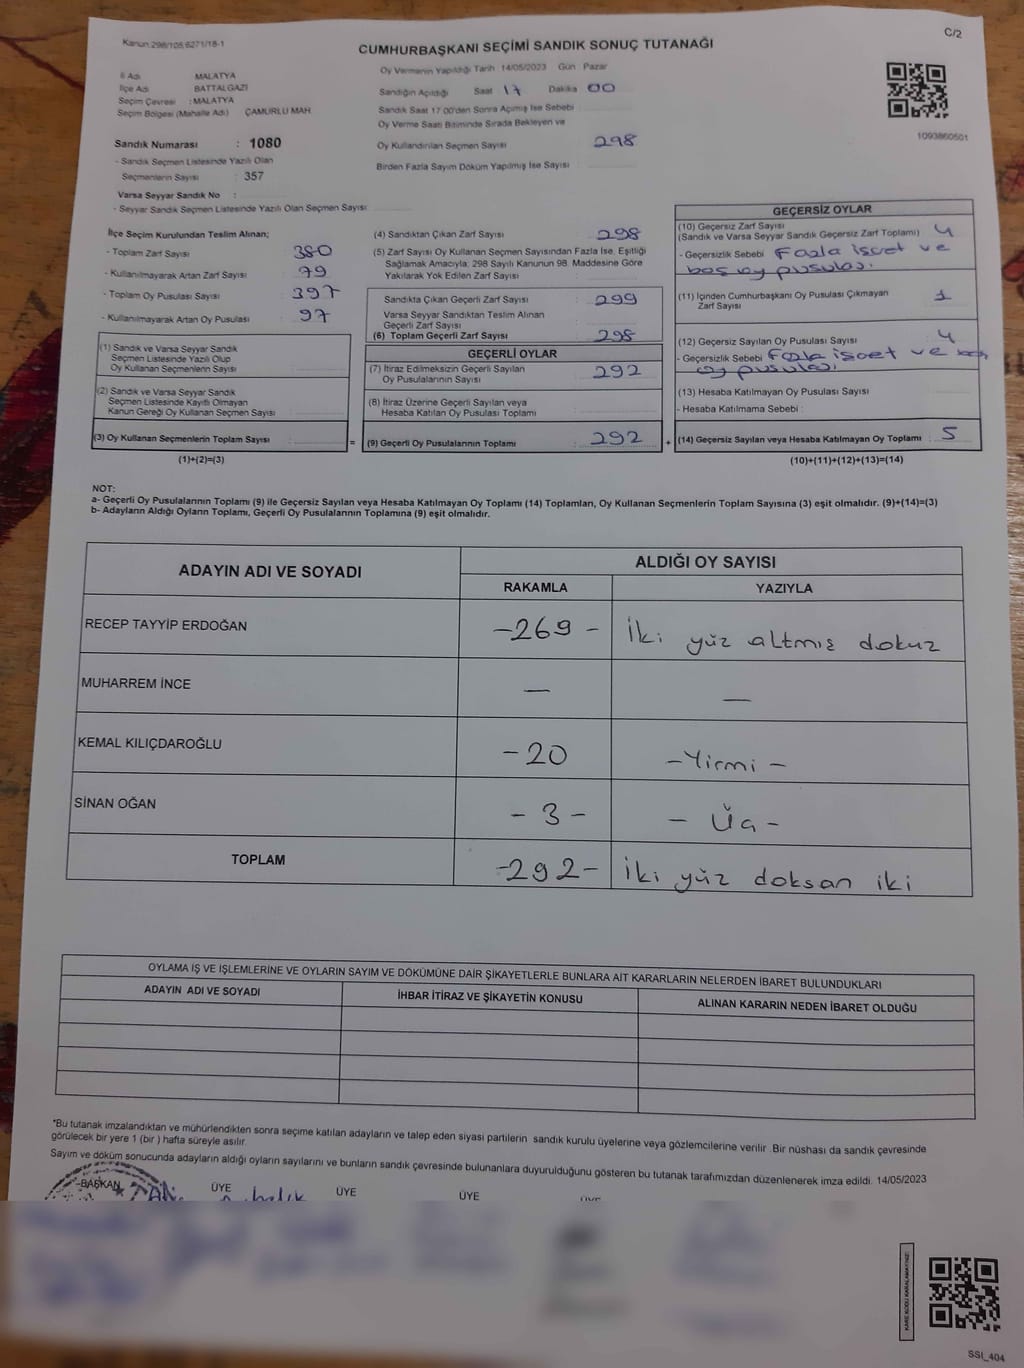 Kanun:298/105,6271/18-1
C/2
CUMHURBAŞKANI SEÇİMİ SANDIK SONUÇ TUTANAĞI
İl Adı MALATYA
İlçe Adı BATTALGAZİ
Seçim Çevresi : MALATYA
Seçim Bölgesi (Mahalle Adı) ÇAMURLU MAH.
Oy Vermenin Yapıldığı Tarih 14/05/2023 Gün Pazar
Sandığın Açıldığı Saat 17 Dakika 00
Sandık Saat 17:00'den Sonra Açılmış İse Sebebi
Oy Verme Saati Bitiminde Sırada Bekleyen ve
Oy Kullandırılan Seçmen Sayısı 298
Birden Fazla Sayım Döküm Yapılmış İse Sayısı
1093860501
Sandık Numarası : 1080
- Sandık Seçmen Listesinde Yazılı Olan
Seçmenlerin Sayısı : 357
Varsa Seyyar Sandık No :
- Seyyar Sandık Seçmen Listesinde Yazılı Olan Seçmen Sayısı
İlçe Seçim Kurulundan Teslim Alınan;
- Toplam Zarf Sayısı 380
- Kullanılmayarak Artan Zarf Sayısı 79
- Toplam Oy Pusulası Sayısı 397
- Kullanılmayarak Artan Oy Pusulası 97
(1) Sandık ve Varsa Seyyar Sandık
Seçmen Listesinde Yazılı Olup
Oy Kullanan Seçmenlerin Sayısı
(2) Sandık ve Varsa Seyyar Sandık
Seçmen Listesinde Kayıtlı Olmayan
Kanun Gereği Oy Kullanan Seçmen Sayısı
(3) Oy Kullanan Seçmenlerin Toplam Sayısı :
(1)+(2)=(3)
=
(4) Sandıktan Çıkan Zarf Sayısı 298
(5) Zarf Sayısı Oy Kullanan Seçmen Sayısından Fazla İse, Eşitliği
Sağlamak Amacıyla; 298 Sayılı Kanunun 98. Maddesine Göre
Yakılarak Yok Edilen Zarf Sayısı
Sandıkta Çıkan Geçerli Zarf Sayısı : 299
Varsa Seyyar Sandıktan Teslim Alınan
Geçerli Zarf Sayısı
(6) Toplam Geçerli Zarf Sayısı : 298
GEÇERLİ OYLAR
(7) İtiraz Edilmeksizin Geçerli Sayılan
Oy Pusulalarının Sayısı : 292
(8) İtiraz Üzerine Geçerli Sayılan veya
Hesaba Katılan Oy Pusulası Toplamı
(9) Geçerli Oy Pusulalarının Toplamı : 292
+
GEÇERSİZ OYLAR
(10) Geçersiz Zarf Sayısı
(Sandık ve Varsa Seyyar Sandık Geçersiz Zarf Toplamı) 4
- Geçersizlik Sebebi Fazla iscet ve
boş oy pusulası.
(11) İçinden Cumhurbaşkanı Oy Pusulası Çıkmayan
Zarf Sayısı : 1
(12) Geçersiz Sayılan Oy Pusulası Sayısı : 4
- Geçersizlik Sebebi Fazla iscet ve boş
oy pusulası
(13) Hesaba Katılmayan Oy Pusulası Sayısı
- Hesaba Katılmama Sebebi :
(14) Geçersiz Sayılan veya Hesaba Katılmayan Oy Toplamı : 5
(10)+(11)+(12)+(13)=(14)
NOT:
a- Geçerli Oy Pusulalarının Toplamı (9) ile Geçersiz Sayılan veya Hesaba Katılmayan Oy Toplamı (14) Toplamları, Oy Kullanan Seçmenlerin Toplam Sayısına (3) eşit olmalıdır. (9)+(14)=(3)
b- Adayların Aldığı Oyların Toplamı, Geçerli Oy Pusulalarının Toplamına (9) eşit olmalıdır.
ADAYIN ADI VE SOYADI
ALDIĞI OY SAYISI
RAKAMLA YAZIYLA
RECEP TAYYİP ERDOĞAN -269- İki yüz altmış dokuz
MUHARREM İNCE — —
KEMAL KILIÇDAROĞLU -20 -Yirmi-
SİNAN OĞAN -3- - Üç -
TOPLAM -292- İki yüz doksan iki
OYLAMA İŞ VE İŞLEMLERİNE VE OYLARIN SAYIM VE DÖKÜMÜNE DAİR ŞİKAYETLERLE BUNLARA AİT KARARLARIN NELERDEN İBARET BULUNDUKLARI
ADAYIN ADI VE SOYADI İHBAR İTİRAZ VE ŞİKAYETİN KONUSU ALINAN KARARIN NEDEN İBARET OLDUĞU
*Bu tutanak imzalandıktan ve mühürlendikten sonra seçime katılan adayların ve talep eden siyasi partilerin sandık kurulu üyelerine veya gözlemcilerine verilir. Bir nüshası da sandık çevresinde
görülecek bir yere 1 (bir ) hafta süreyle asılır.
Sayım ve döküm sonucunda adayların aldığı oyların sayılarını ve bunların sandık çevresinde bulunanlara duyurulduğunu gösteren bu tutanak tarafımızdan düzenlenerek imza edildi. 14/05/2023
BAŞKAN ÜYE ÜYE ÜYE ÜYE
SSI_404